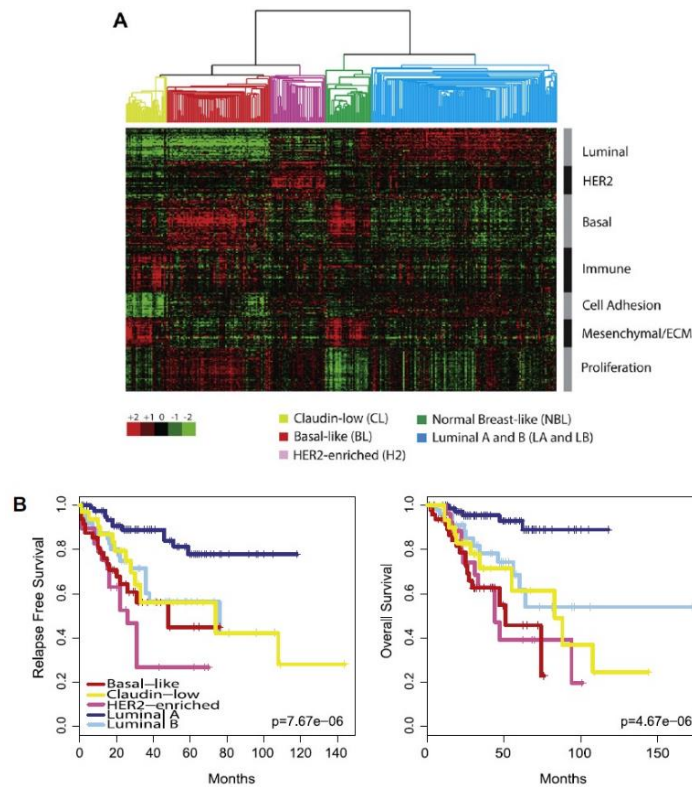 A
Luminal
HER2
Basal
Immune
Cell Adhesion
Mesenchymal/ECM
Proliferation
+2 +1 0 -1 -2
Claudin-low (CL)
Basal-like (BL)
HER2-enriched (H2)
Normal Breast-like (NBL)
Luminal A and B (LA and LB)
B
Relapse Free Survival
1.0
0.8
0.6
0.4
0.2
0.0
Basal-like
Claudin-low
HER2-enriched
Luminal A
Luminal B
p=7.67e-06
0 20 40 60 80 100 140
Months
Overall Survival
1.0
0.8
0.6
0.4
0.2
0.0
p=4.67e-06
0 50 100 150
Months